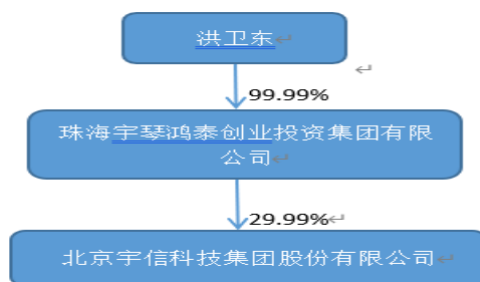 洪卫东
99.99%
珠海宇琴鸿泰创业投资集团有限
公司
29.99%
北京宇信科技集团股份有限公司